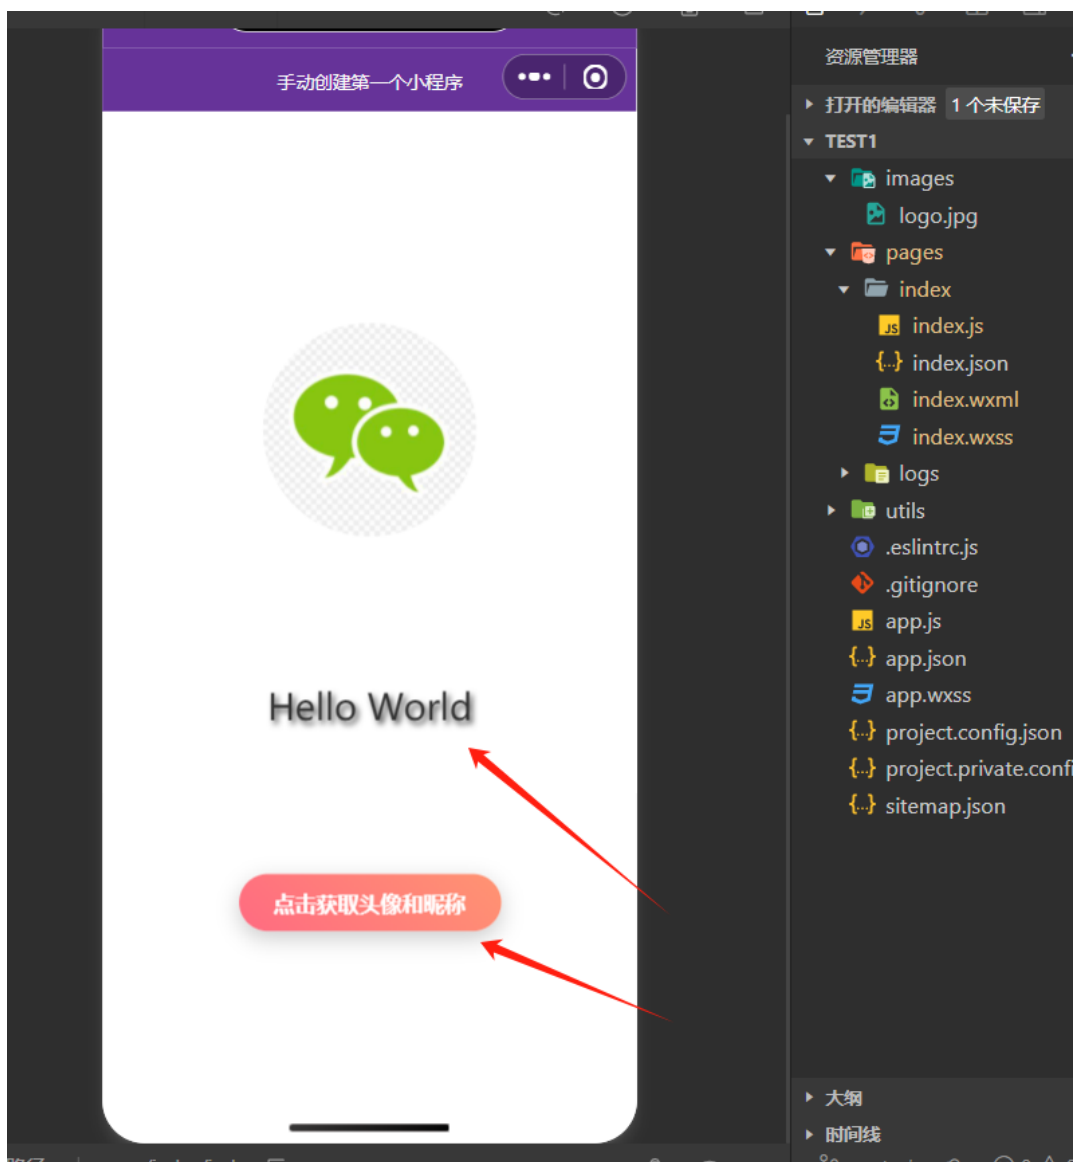 手动创建第一个小程序
Hello World
点击获取头像和昵称
资源管理器
打开的编辑器 1 个未保存
TEST1
images
logo.jpg
pages
index
index.js
index.json
index.wxml
index.wxss
logs
utils
.eslintrc.js
.gitignore
app.js
app.json
app.wxss
project.config.json
project.private.confi
sitemap.json
大纲
时间线